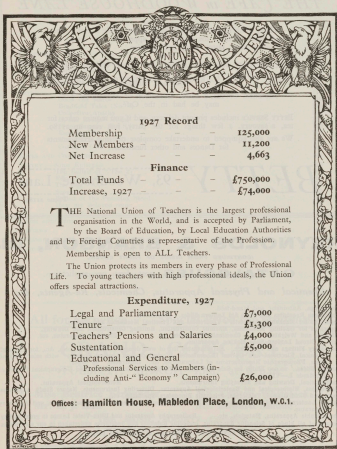 NATIONAL UNION OF TEACHERS
NUT
1927 Record
Membership - - - 125,000
New Members - - - 11,200
Net Increase - - - 4,663
Finance
Total Funds - - - £750,000
Increase, 1927 - - - £74,000
THE National Union of Teachers is the largest professional
organisation in the World, and is accepted by Parliament,
by the Board of Education, by Local Education Authorities
and by Foreign Countries as representative of the Profession.
Membership is open to ALL Teachers.
The Union protects its members in every phase of Professional
Life. To young teachers with high professional ideals, the Union
offers special attractions.
Expenditure, 1927
Legal and Parliamentary - - £7,000
Tenure - - - - £1,300
Teachers' Pensions and Salaries - £4,000
Sustentation - - - £5,000
Educational and General
Professional Services to Members (in-
cluding Anti-"Economy" Campaign) £26,000
Offices: Hamilton House, Mabledon Place, London, W.C.1.